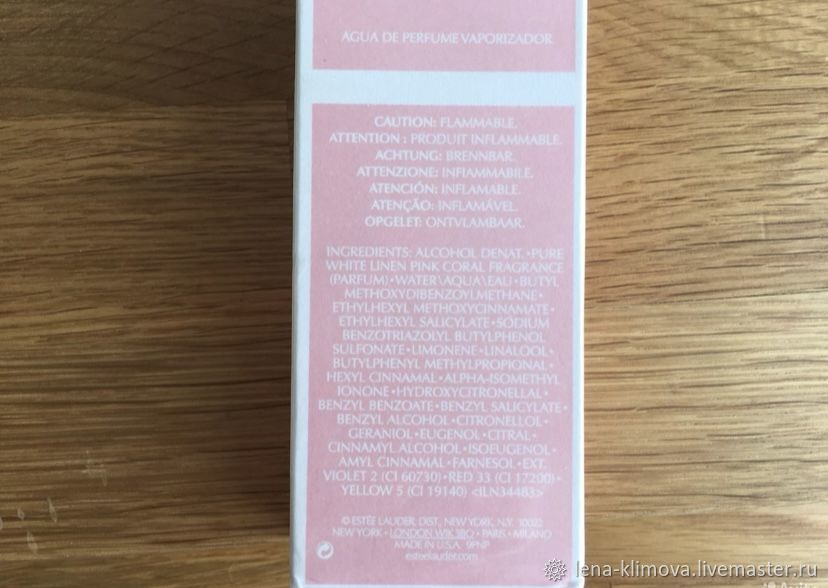 AGUA DE PERFUME VAPORIZADOR
CAUTION: FLAMMABLE.
ATTENTION : PRODUIT INFLAMMABLE.
ACHTUNG: BRENNBAR.
ATTENZIONE: INFIAMMABILE.
ATENCIÓN: INFLAMABLE.
ATENÇÃO: INFLAMÁVEL.
OPGELET: ONTVLAMBAAR.
INGREDIENTS: ALCOHOL DENAT. • PURE
WHITE LINEN PINK CORAL FRAGRANCE
(PARFUM) • WATER\AQUA\EAU • BUTYL
METHOXYDIBENZOYLMETHANE •
ETHYLHEXYL METHOXYCINNAMATE •
ETHYLHEXYL SALICYLATE • SODIUM
BENZOTRIAZOLYL BUTYLPHENOL
SULFONATE • LIMONENE • LINALOOL •
BUTYLPHENYL METHYLPROPIONAL •
HEXYL CINNAMAL • ALPHA-ISOMETHYL
IONONE • HYDROXYCITRONELLAL •
BENZYL BENZOATE • BENZYL SALICYLATE •
BENZYL ALCOHOL • CITRONELLOL •
GERANIOL • EUGENOL • CITRAL •
CINNAMYL ALCOHOL • ISOEUGENOL •
AMYL CINNAMAL • FARNESOL • EXT.
VIOLET 2 (CI 60730) • RED 33 (CI 17200) •
YELLOW 5 (CI 19140) <ILN34483>
© ESTÉE LAUDER, DIST. NEW YORK, N.Y. 10022
NEW YORK • LONDON W1K 3BQ • PARIS • MILANO
MADE IN U.S.A. 9PNP
esteelauder.com
lena-klimova.livemaster.ru